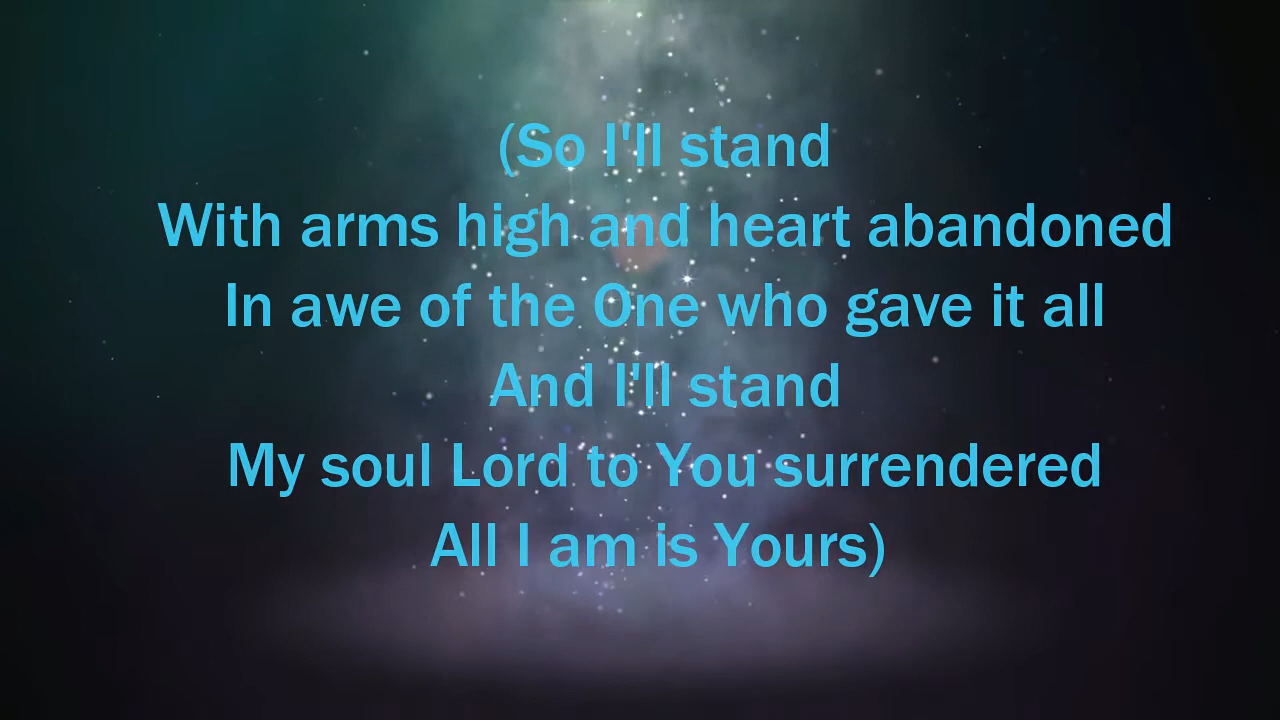 (So I'll stand
With arms high and heart abandoned
In awe of the One who gave it all
And I'll stand
My soul Lord to You surrendered
All I am is Yours)